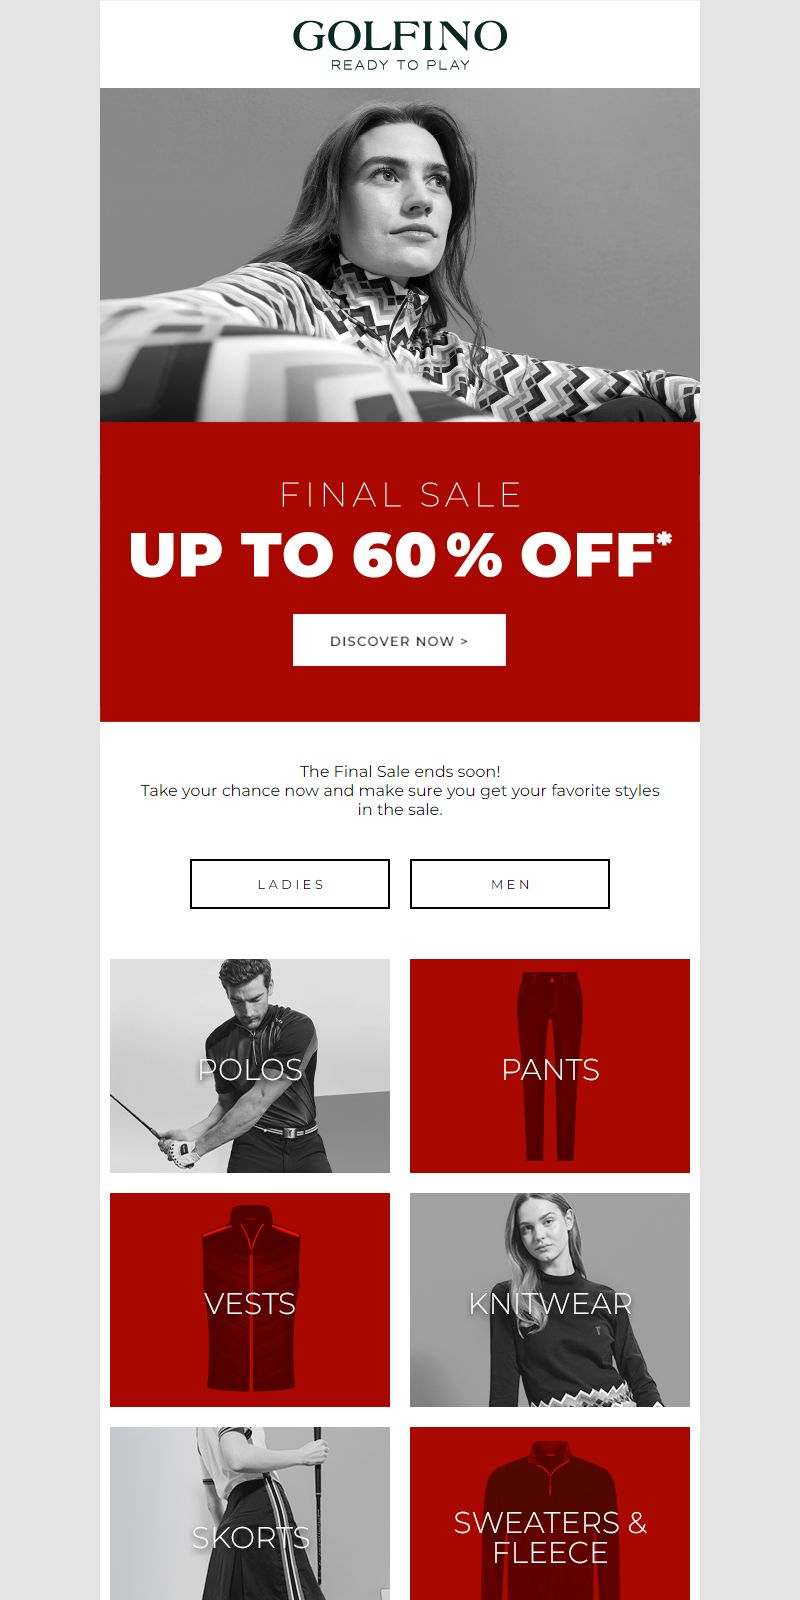 GOLFINO
READY TO PLAY
FINAL SALE
UP TO 60% OFF*
DISCOVER NOW >
The Final Sale ends soon!
Take your chance now and make sure you get your favorite styles
in the sale.
LADIES
MEN
POLOS
PANTS
VESTS
KNITWEAR
SKORTS
SWEATERS &
FLEECE